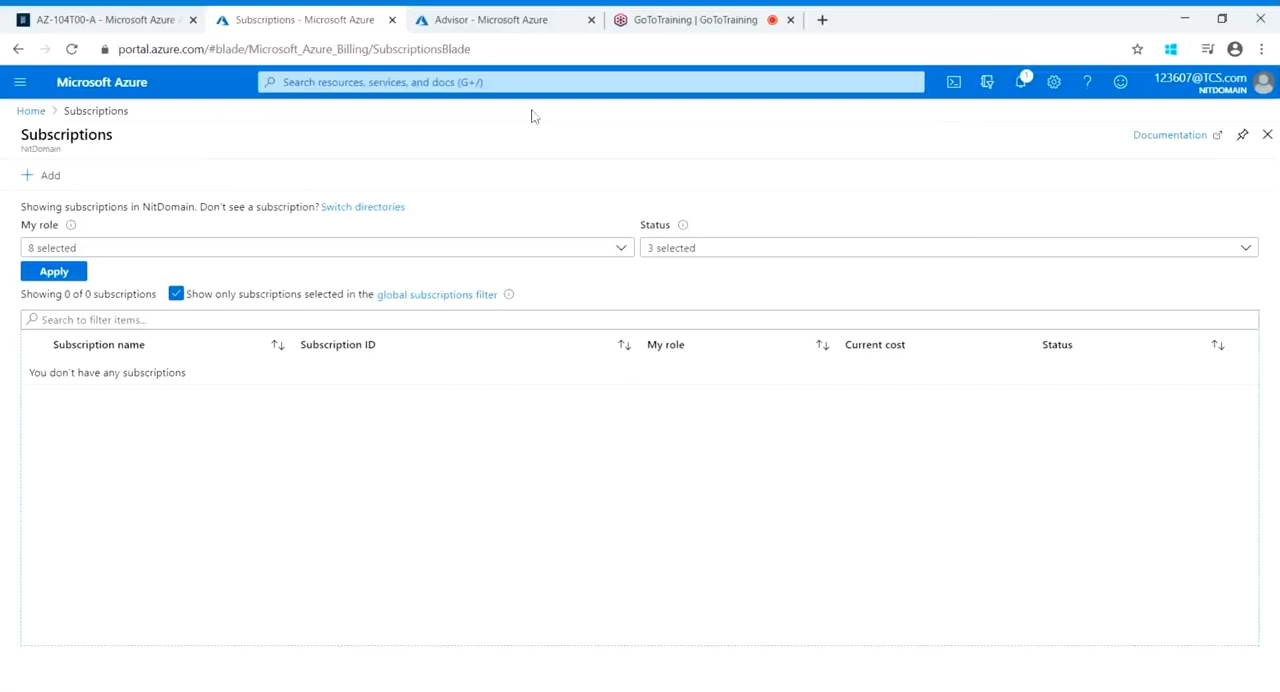 AZ-104T00-A - Microsoft Azure A
Subscriptions - Microsoft Azure
Advisor - Microsoft Azure
GoToTraining | GoToTraining
portal.azure.com/#blade/Microsoft_Azure_Billing/SubscriptionsBlade
Microsoft Azure
Search resources, services, and docs (G+/)
1
123607@TCS.com
NITDOMAIN
Home > Subscriptions
Subscriptions
NitDomain
Documentation
+ Add
Showing subscriptions in NitDomain. Don't see a subscription? Switch directories
My role
Status
8 selected
3 selected
Apply
Showing 0 of 0 subscriptions
Show only subscriptions selected in the global subscriptions filter
Search to filter items...
Subscription name
Subscription ID
My role
Current cost
Status
You don't have any subscriptions